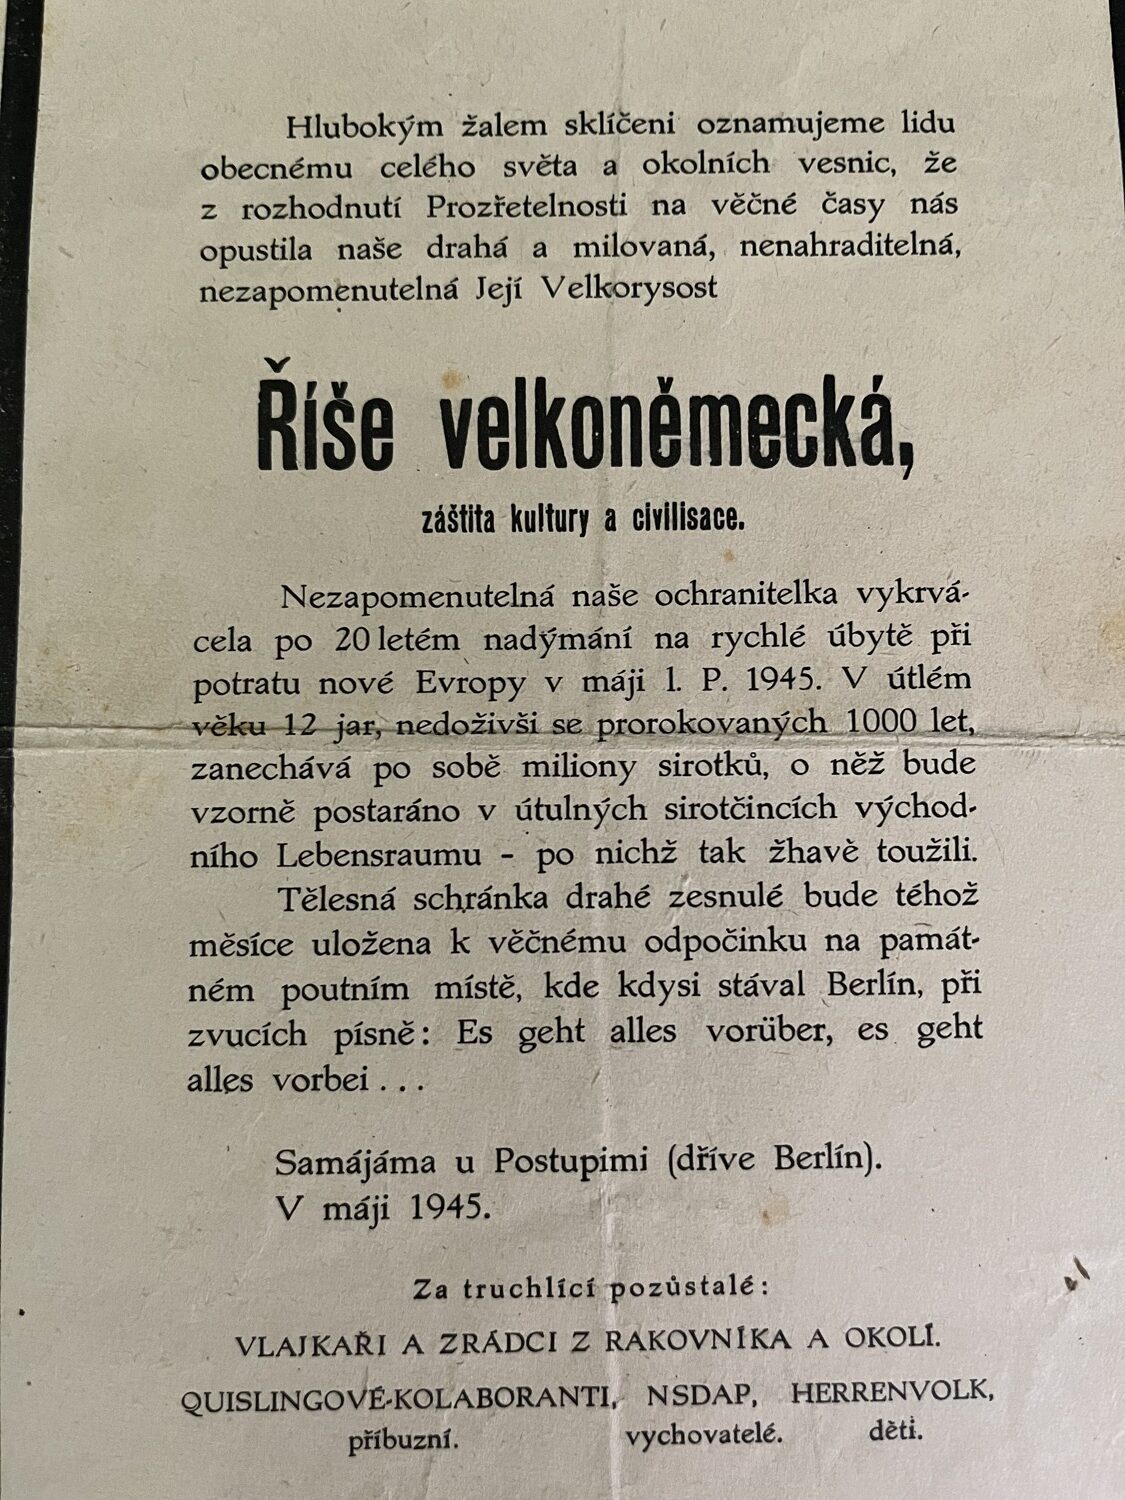 Hlubokým žalem sklíčeni oznamujeme lidu
obecnému celého světa a okolních vesnic, že
z rozhodnutí Prozřetelnosti na věčné časy nás
opustila naše drahá a milovaná, nenahraditelná,
nezapomenutelná Její Velkorysost
Říše velkoněmecká,
záštita kultury a civilisace.
Nezapomenutelná naše ochranitelka vykrvá-
cela po 20 letém nadýmání na rychlé úbytě při
potratu nové Evropy v máji l. P. 1945. V útlém
věku 12 jar, nedoživši se prorokovaných 1000 let,
zanechává po sobě miliony sirotků, o něž bude
vzorně postaráno v útulných sirotčincích východ-
ního Lebensraumu - po nichž tak žhavě toužili.
Tělesná schránka drahé zesnulé bude téhož
měsíce uložena k věčnému odpočinku na památ-
ném poutním místě, kde kdysi stával Berlín, při
zvucích písně: Es geht alles vorüber, es geht
alles vorbei . . .
Samájáma u Postupimi (dříve Berlín).
V máji 1945.
Za truchlící pozůstalé:
VLAJKAŘI A ZRÁDCI Z RAKOVNÍKA A OKOLÍ.
QUISLINGOVÉ-KOLABORANTI, NSDAP, HERRENVOLK,
příbuzní. vychovatelé. děti.